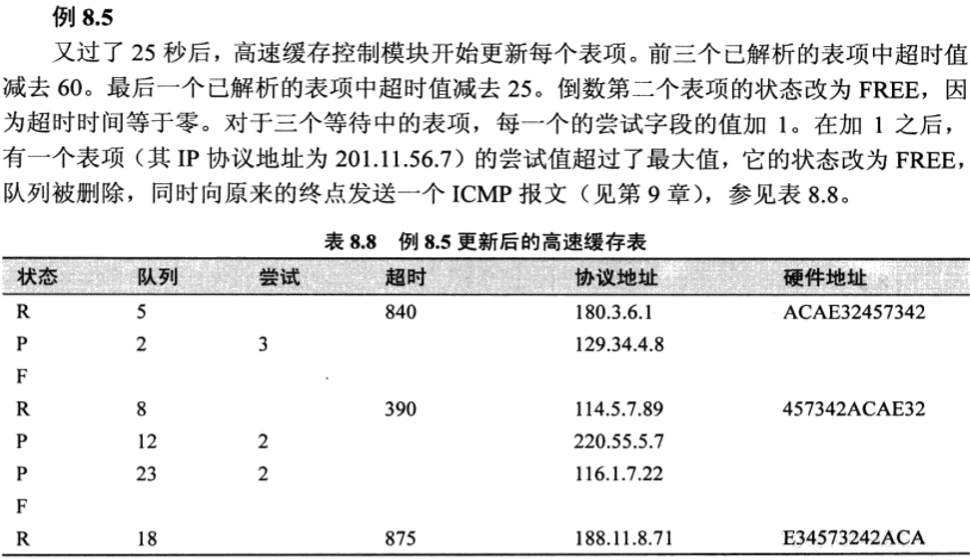 例 8.5
又过了 25 秒后，高速缓存控制模块开始更新每个表项。前三个已解析的表项中超时值
减去 60。最后一个已解析的表项中超时值减去 25。倒数第二个表项的状态改为 FREE，因
为超时时间等于零。对于三个等待中的表项，每一个的尝试字段的值加 1。在加 1 之后，
有一个表项（其 IP 协议地址为 201.11.56.7）的尝试值超过了最大值，它的状态改为 FREE，
队列被删除，同时向原来的终点发送一个 ICMP 报文（见第 9 章），参见表 8.8。
表 8.8 例 8.5 更新后的高速缓存表
状态 队列 尝试 超时 协议地址 硬件地址
R 5 840 180.3.6.1 ACAE32457342
P 2 3 129.34.4.8
F
R 8 390 114.5.7.89 457342ACAE32
P 12 2 220.55.5.7
P 23 2 116.1.7.22
F
R 18 875 188.11.8.71 E34573242ACA